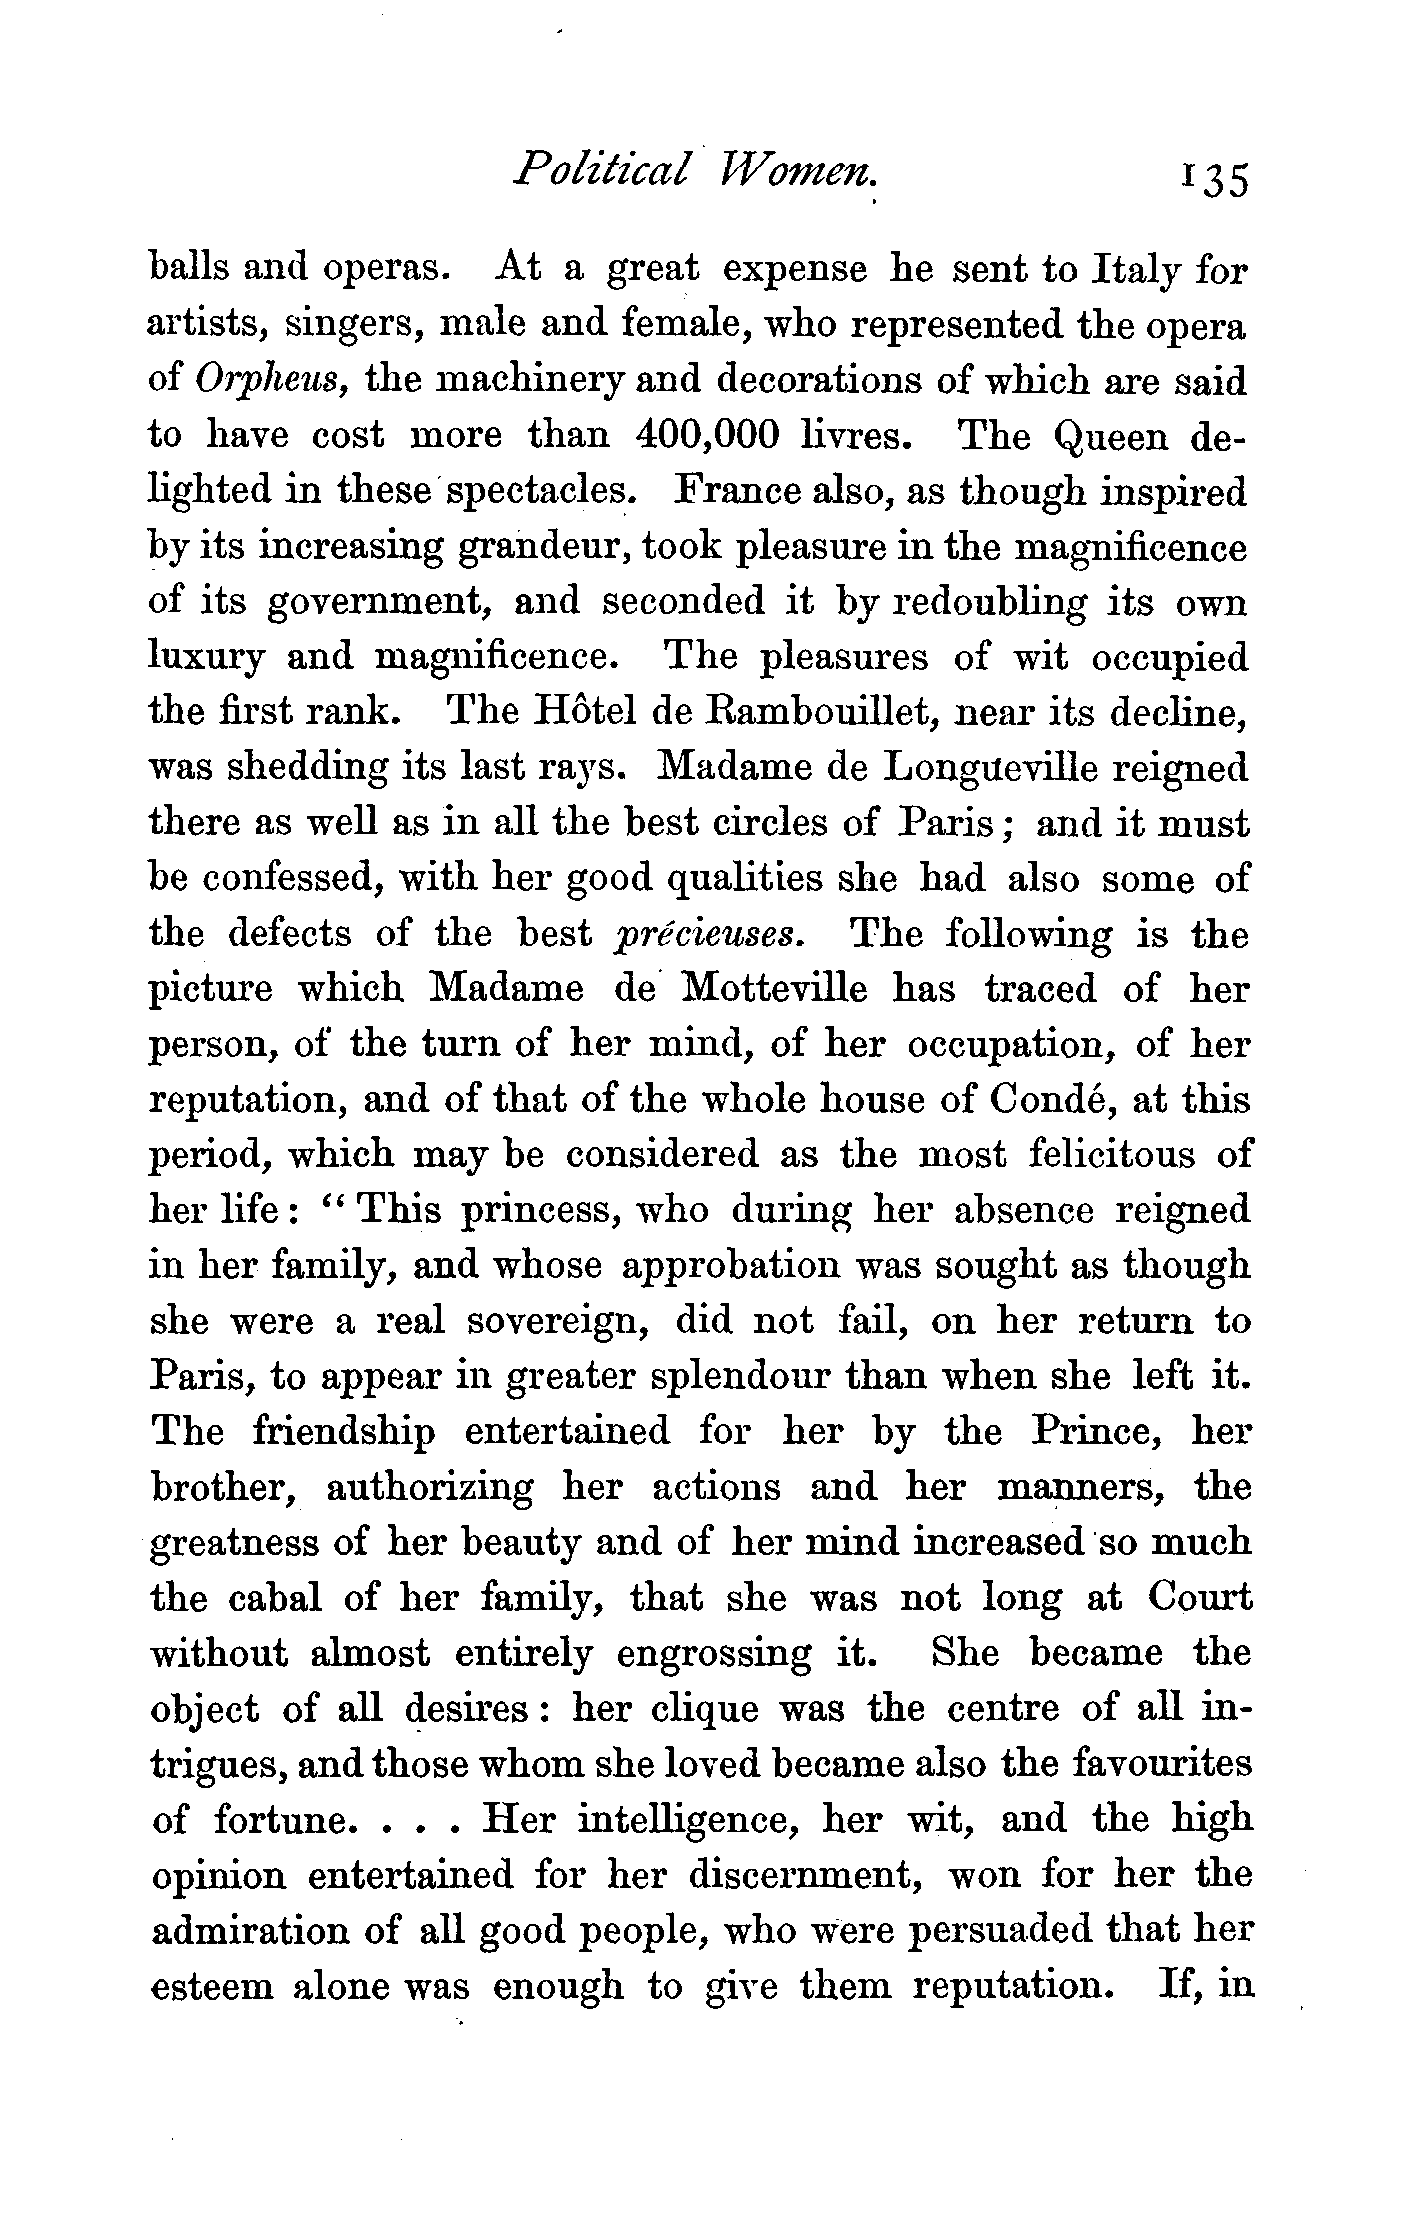 Political Women. 135
balls and operas. At a great expense he sent to Italy for
artists, singers, male and female, who represented the opera
of Orpheus, the machinery and decorations of which are said
to have cost more than 400,000 livres. The Queen de-
lighted in these spectacles. France also, as though inspired
by its increasing grandeur, took pleasure in the magnificence
of its government, and seconded it by redoubling its own
luxury and magnificence. The pleasures of wit occupied
the first rank. The Hôtel de Rambouillet, near its decline,
was shedding its last rays. Madame de Longueville reigned
there as well as in all the best circles of Paris; and it must
be confessed, with her good qualities she had also some of
the defects of the best précieuses. The following is the
picture which Madame de Motteville has traced of her
person, of the turn of her mind, of her occupation, of her
reputation, and of that of the whole house of Condé, at this
period, which may be considered as the most felicitous of
her life: "This princess, who during her absence reigned
in her family, and whose approbation was sought as though
she were a real sovereign, did not fail, on her return to
Paris, to appear in greater splendour than when she left it.
The friendship entertained for her by the Prince, her
brother, authorizing her actions and her manners, the
greatness of her beauty and of her mind increased so much
the cabal of her family, that she was not long at Court
without almost entirely engrossing it. She became the
object of all desires: her clique was the centre of all in-
trigues, and those whom she loved became also the favourites
of fortune. . . . Her intelligence, her wit, and the high
opinion entertained for her discernment, won for her the
admiration of all good people, who were persuaded that her
esteem alone was enough to give them reputation. If, in